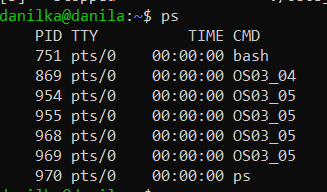 danilka@danila:~$ ps
PID TTY TIME CMD
751 pts/0 00:00:00 bash
869 pts/0 00:00:00 OS03_04
954 pts/0 00:00:00 OS03_05
955 pts/0 00:00:00 OS03_05
968 pts/0 00:00:00 OS03_05
969 pts/0 00:00:00 OS03_05
970 pts/0 00:00:00 ps